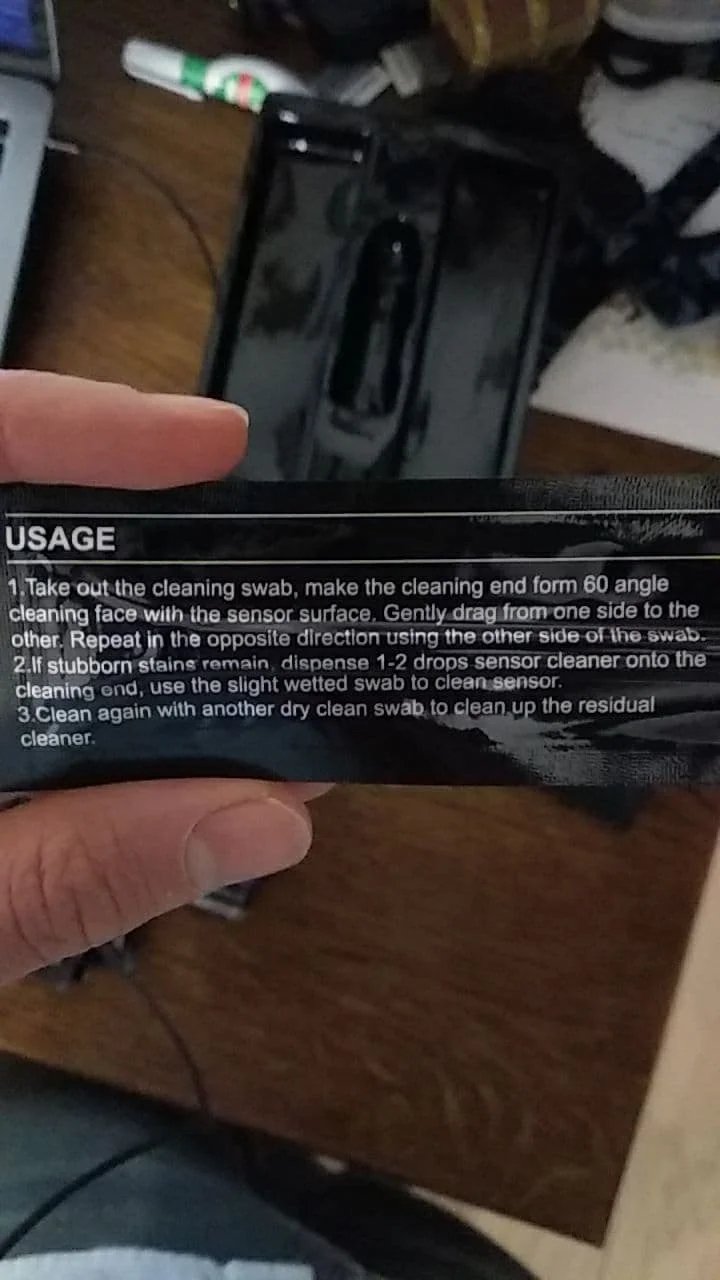 USAGE
1.Take out the cleaning swab, make the cleaning end form 60 angle
cleaning face with the sensor surface. Gently drag from one side to the
other. Repeat in the opposite direction using the other side of the swab.
2.If stubborn stains remain, dispense 1-2 drops sensor cleaner onto the
cleaning end, use the slight wetted swab to clean sensor.
3.Clean again with another dry clean swab to clean up the residual
cleaner.